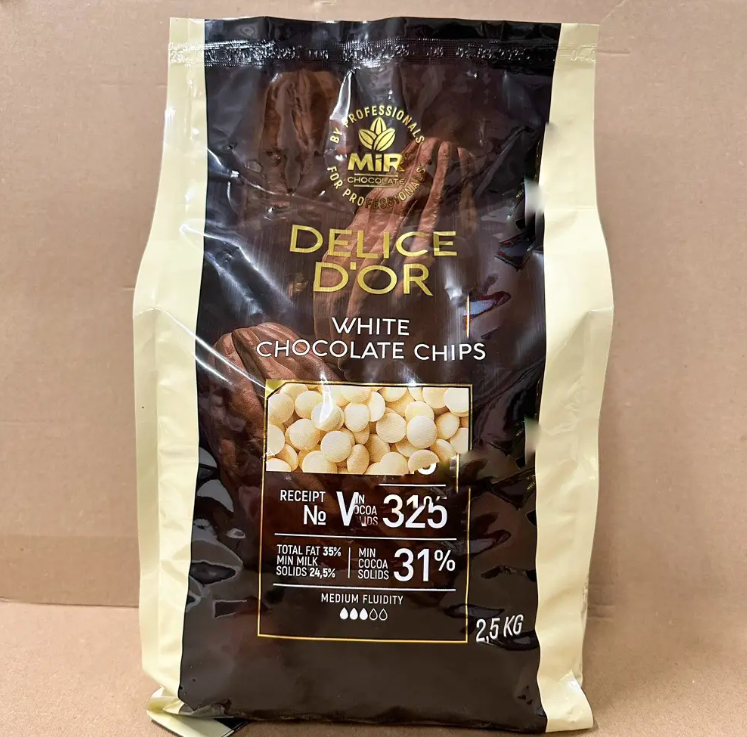 BY PROFESSIONALS
MiR
CHOCOLATE
FOR PROFESSIONALS
DELICE
D'OR
WHITE
CHOCOLATE CHIPS
RECEIPT
№
TOTAL FAT 35%
MIN MILK
SOLIDS 24,5%
MIN
COCOA
SOLIDS
31%
MEDIUM FLUIDITY
2,5 KG